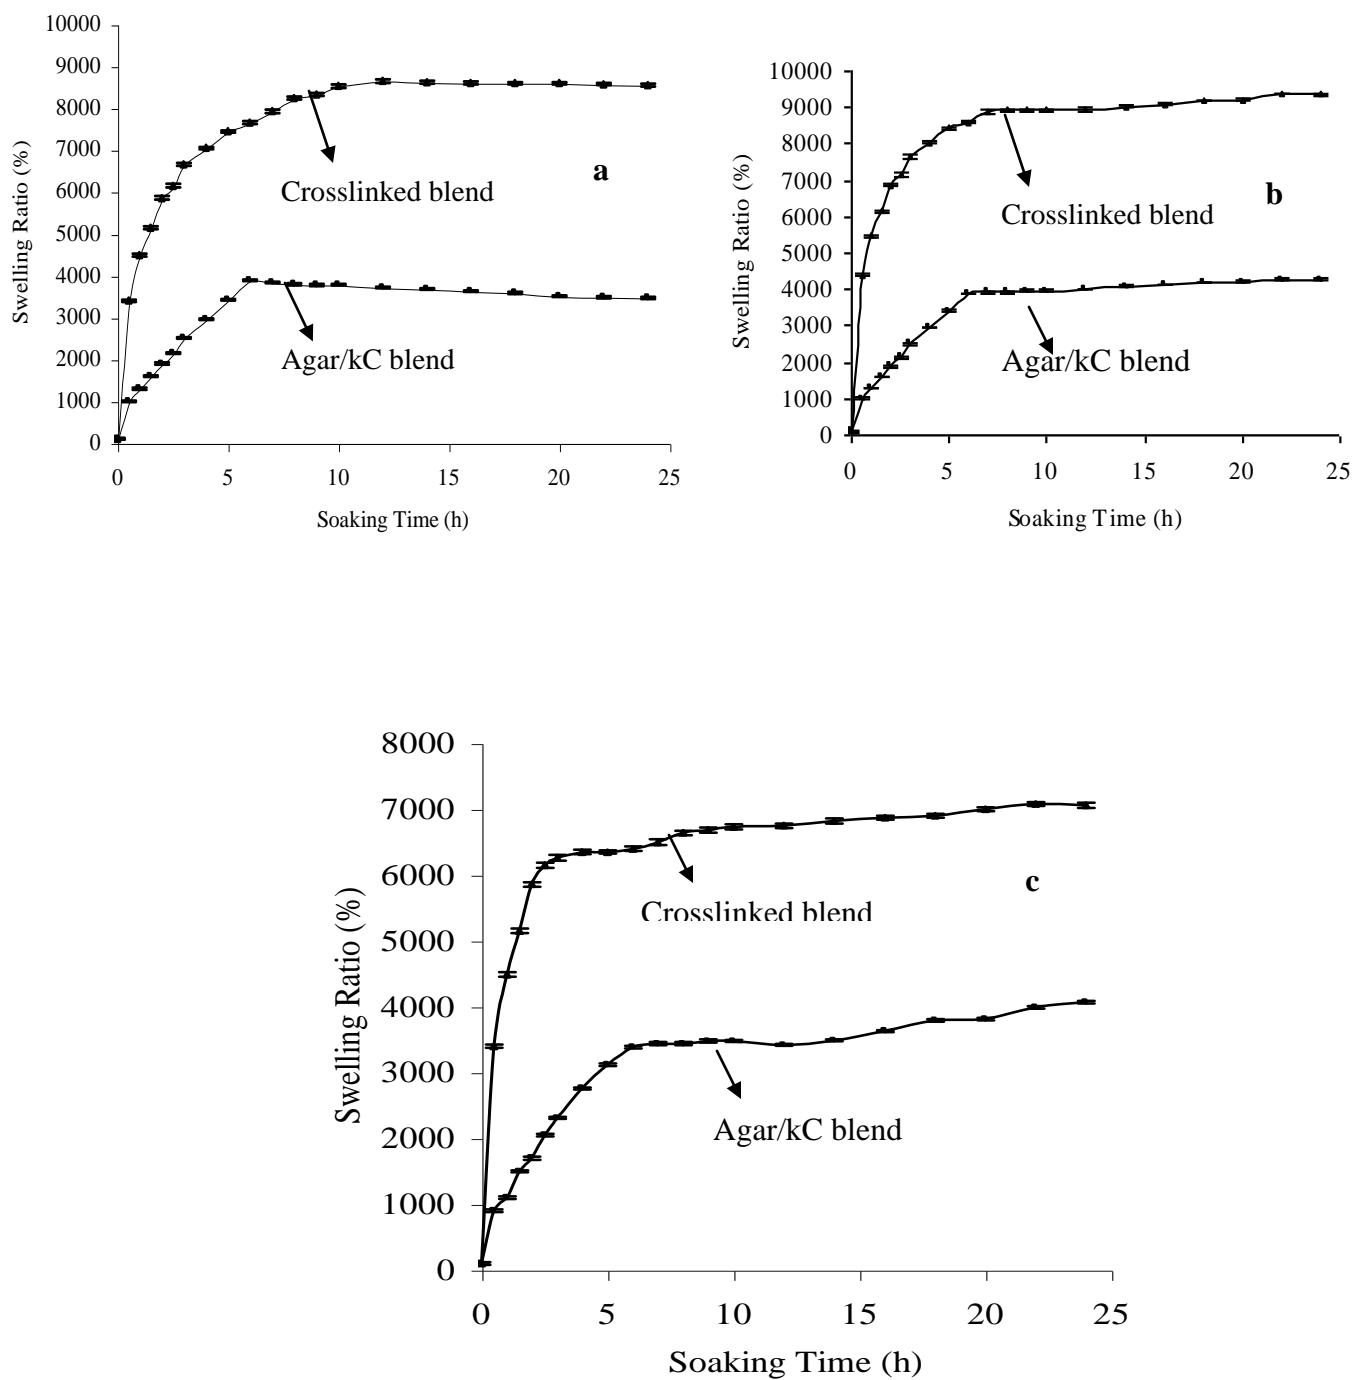 10000
9000
8000
7000
6000
5000
4000
3000
2000
1000
0
Swelling Ratio (%)
a
Crosslinked blend
Agar/kC blend
0 5 10 15 20 25
Soaking Time (h)
10000
9000
8000
7000
6000
5000
4000
3000
2000
1000
0
Swelling Ratio (%)
b
Crosslinked blend
Agar/kC blend
0 5 10 15 20 25
Soaking Time (h)
8000
7000
6000
5000
4000
3000
2000
1000
0
Swelling Ratio (%)
c
Crosslinked blend
Agar/kC blend
0 5 10 15 20 25
Soaking Time (h)